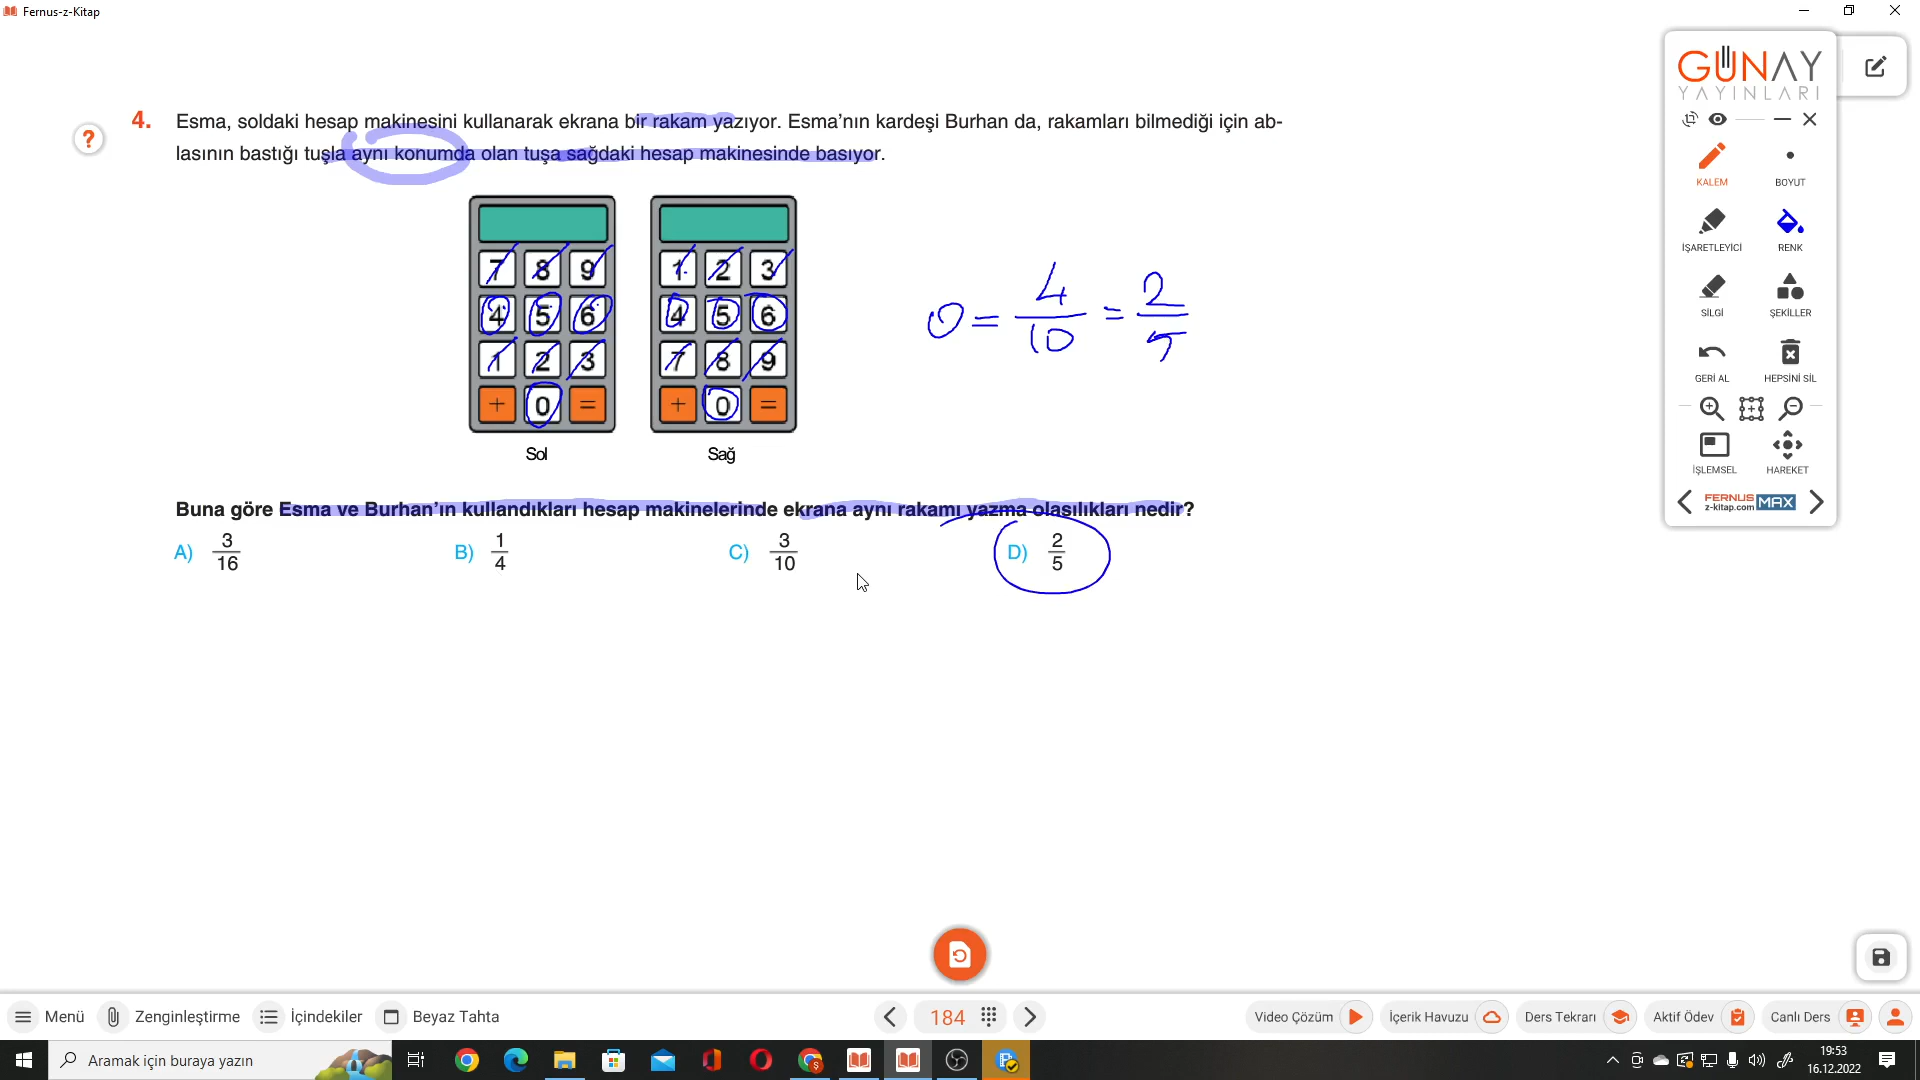 Fernus-z-Kitap
GÜNAY
YAYINLARI
4. Esma, soldaki hesap makinesini kullanarak ekrana bir rakam yazıyor. Esma'nın kardeşi Burhan da, rakamları bilmediği için ab-
lasının bastığı tuşla aynı konumda olan tuşa sağdaki hesap makinesinde basıyor.
?
7 8 9
4 5 6
1 2 3
+ 0 =
Sol
1 2 3
4 5 6
7 8 9
+ 0 =
Sağ
O = 4/10 = 2/5
Buna göre Esma ve Burhan'ın kullandıkları hesap makinelerinde ekrana aynı rakamı yazma olasılıkları nedir?
A) 3/16 B) 1/4 C) 3/10 D) 2/5
KALEM BOYUT
İŞARETLEYİCİ RENK
SİLGİ ŞEKİLLER
GERİ AL HEPSİNİ SİL
İŞLEMSEL HAREKET
FERNUS
z-kitap.com MAX
Menü Zenginleştirme İçindekiler Beyaz Tahta 184 Video Çözüm İçerik Havuzu Ders Tekrarı Aktif Ödev Canlı Ders
Aramak için buraya yazın
19:53
16.12.2022